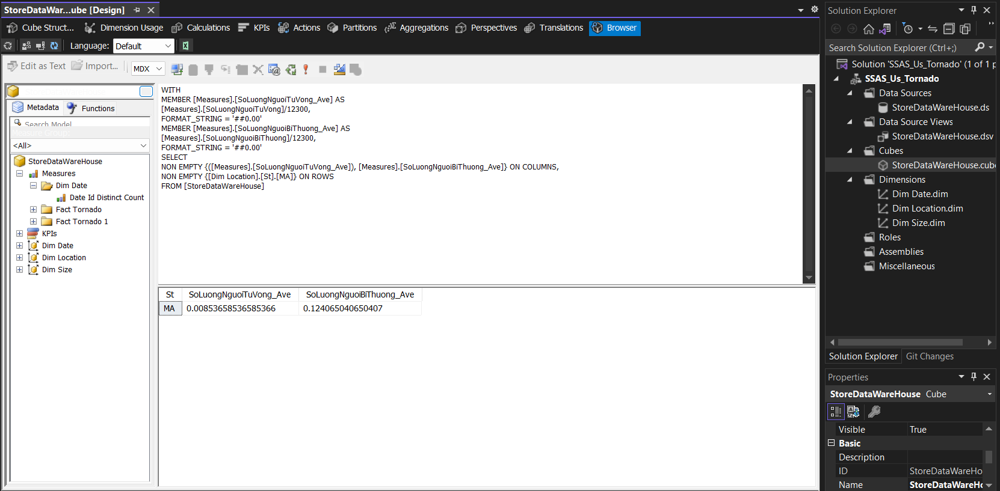 StoreDataWar...ube [Design]
Cube Struct...
Dimension Usage
Calculations
KPIs
Actions
Partitions
Aggregations
Perspectives
Translations
Browser
Language:
Default
Edit as Text
Import...
MDX
Metadata
Functions
Search Model
Measure Group:
<All>
StoreDataWareHouse
Measures
Dim Date
Date Id Distinct Count
Fact Tornado
Fact Tornado 1
KPIs
Dim Date
Dim Location
Dim Size
WITH
MEMBER [Measures].[SoLuongNguoiTuVong_Ave] AS
[Measures].[SoLuongNguoiTuVong]/12300,
FORMAT_STRING = '##0.00'
MEMBER [Measures].[SoLuongNguoiBiThuong_Ave] AS
[Measures].[SoLuongNguoiBiThuong]/12300,
FORMAT_STRING = '##0.00'
SELECT
NON EMPTY {([Measures].[SoLuongNguoiTuVong_Ave]), [Measures].[SoLuongNguoiBiThuong_Ave]} ON COLUMNS,
NON EMPTY {[Dim Location].[St].[MA]} ON ROWS
FROM [StoreDataWareHouse]
St SoLuongNguoiTuVong_Ave SoLuongNguoiBiThuong_Ave
MA 0.00853658536585366 0.124065040650407
Solution Explorer
Search Solution Explorer (Ctrl+;)
Solution 'SSAS_Us_Tornado' (1 of 1 p
SSAS_Us_Tornado
Data Sources
StoreDataWareHouse.ds
Data Source Views
StoreDataWareHouse.dsv
Cubes
StoreDataWareHouse.cube
Dimensions
Dim Date.dim
Dim Location.dim
Dim Size.dim
Roles
Assemblies
Miscellaneous
Solution Explorer
Git Changes
Properties
StoreDataWareHouse Cube
Visible True
Basic
Description
ID StoreDataWareHo
Name StoreDataWareHo